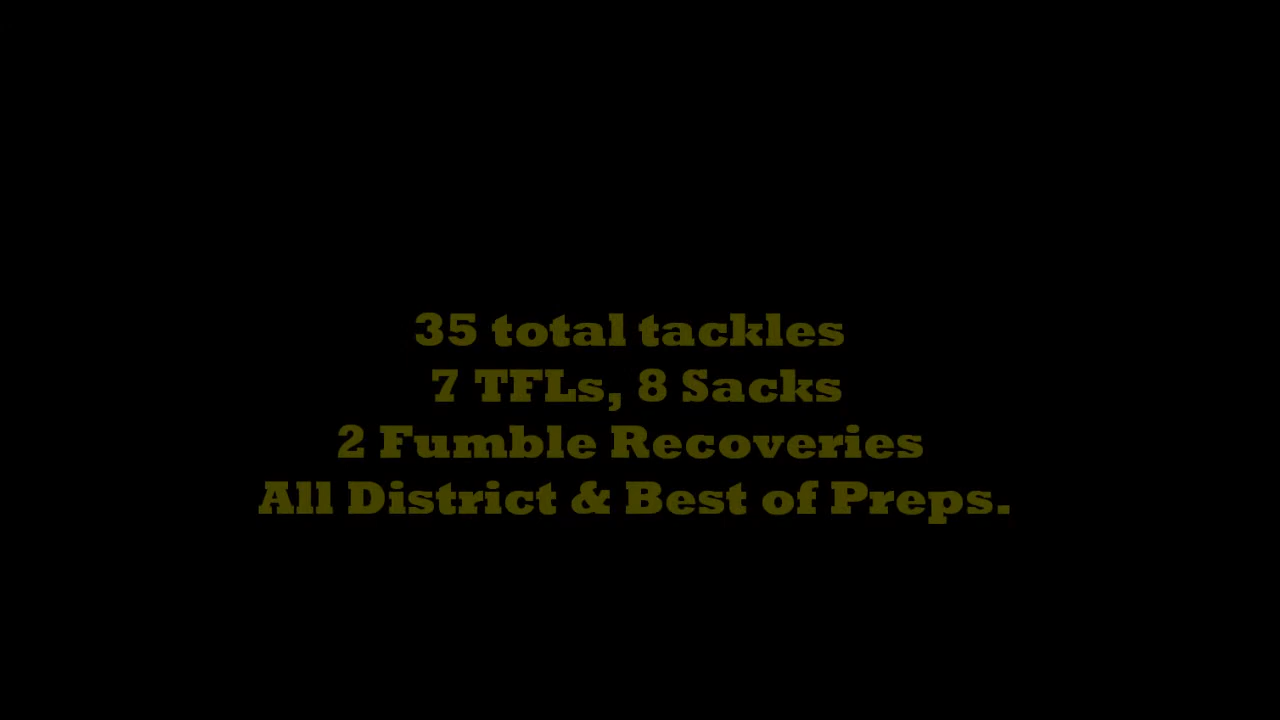 35 total tackles
7 TFLs, 8 Sacks
2 Fumble Recoveries
All District & Best of Preps.